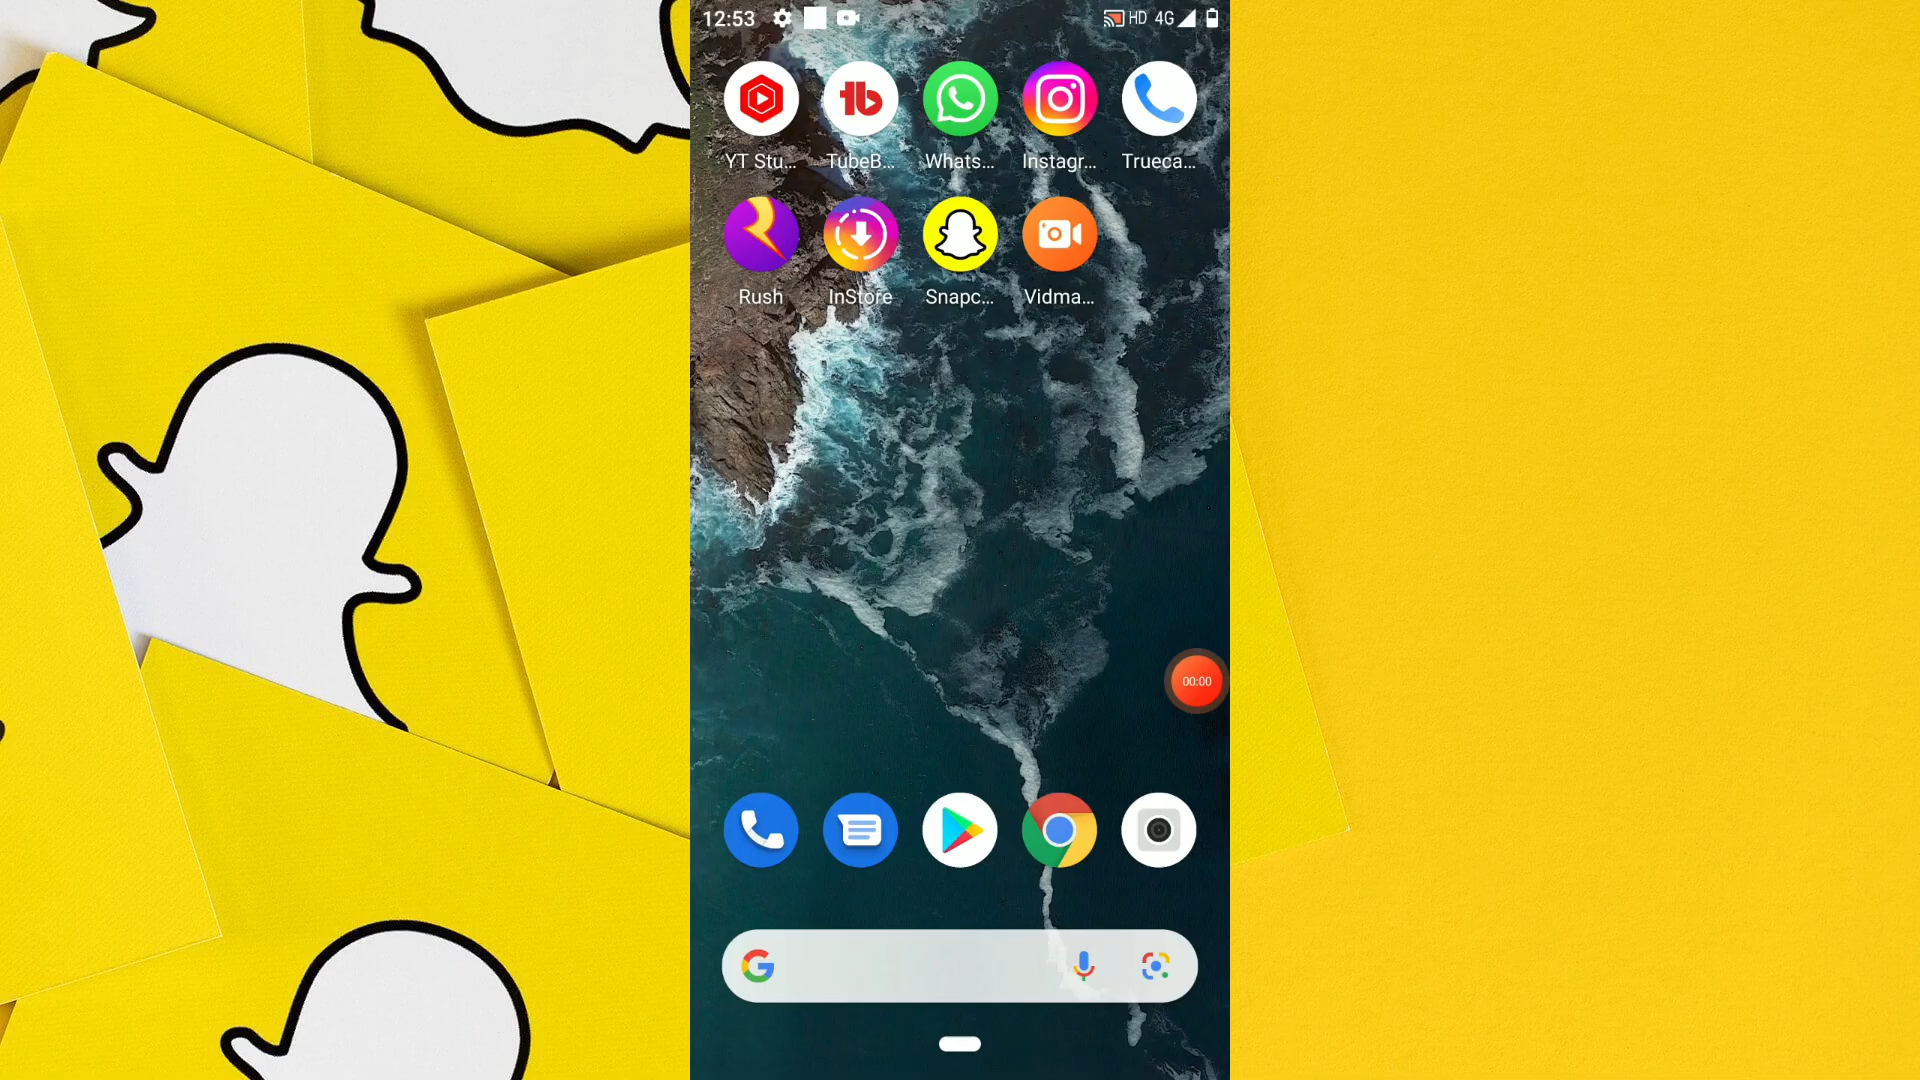 12:53 HD 4G
YT Stu... TubeB... Whats... Instagr... Trueca...
Rush InStore Snapc... Vidma...
00:00